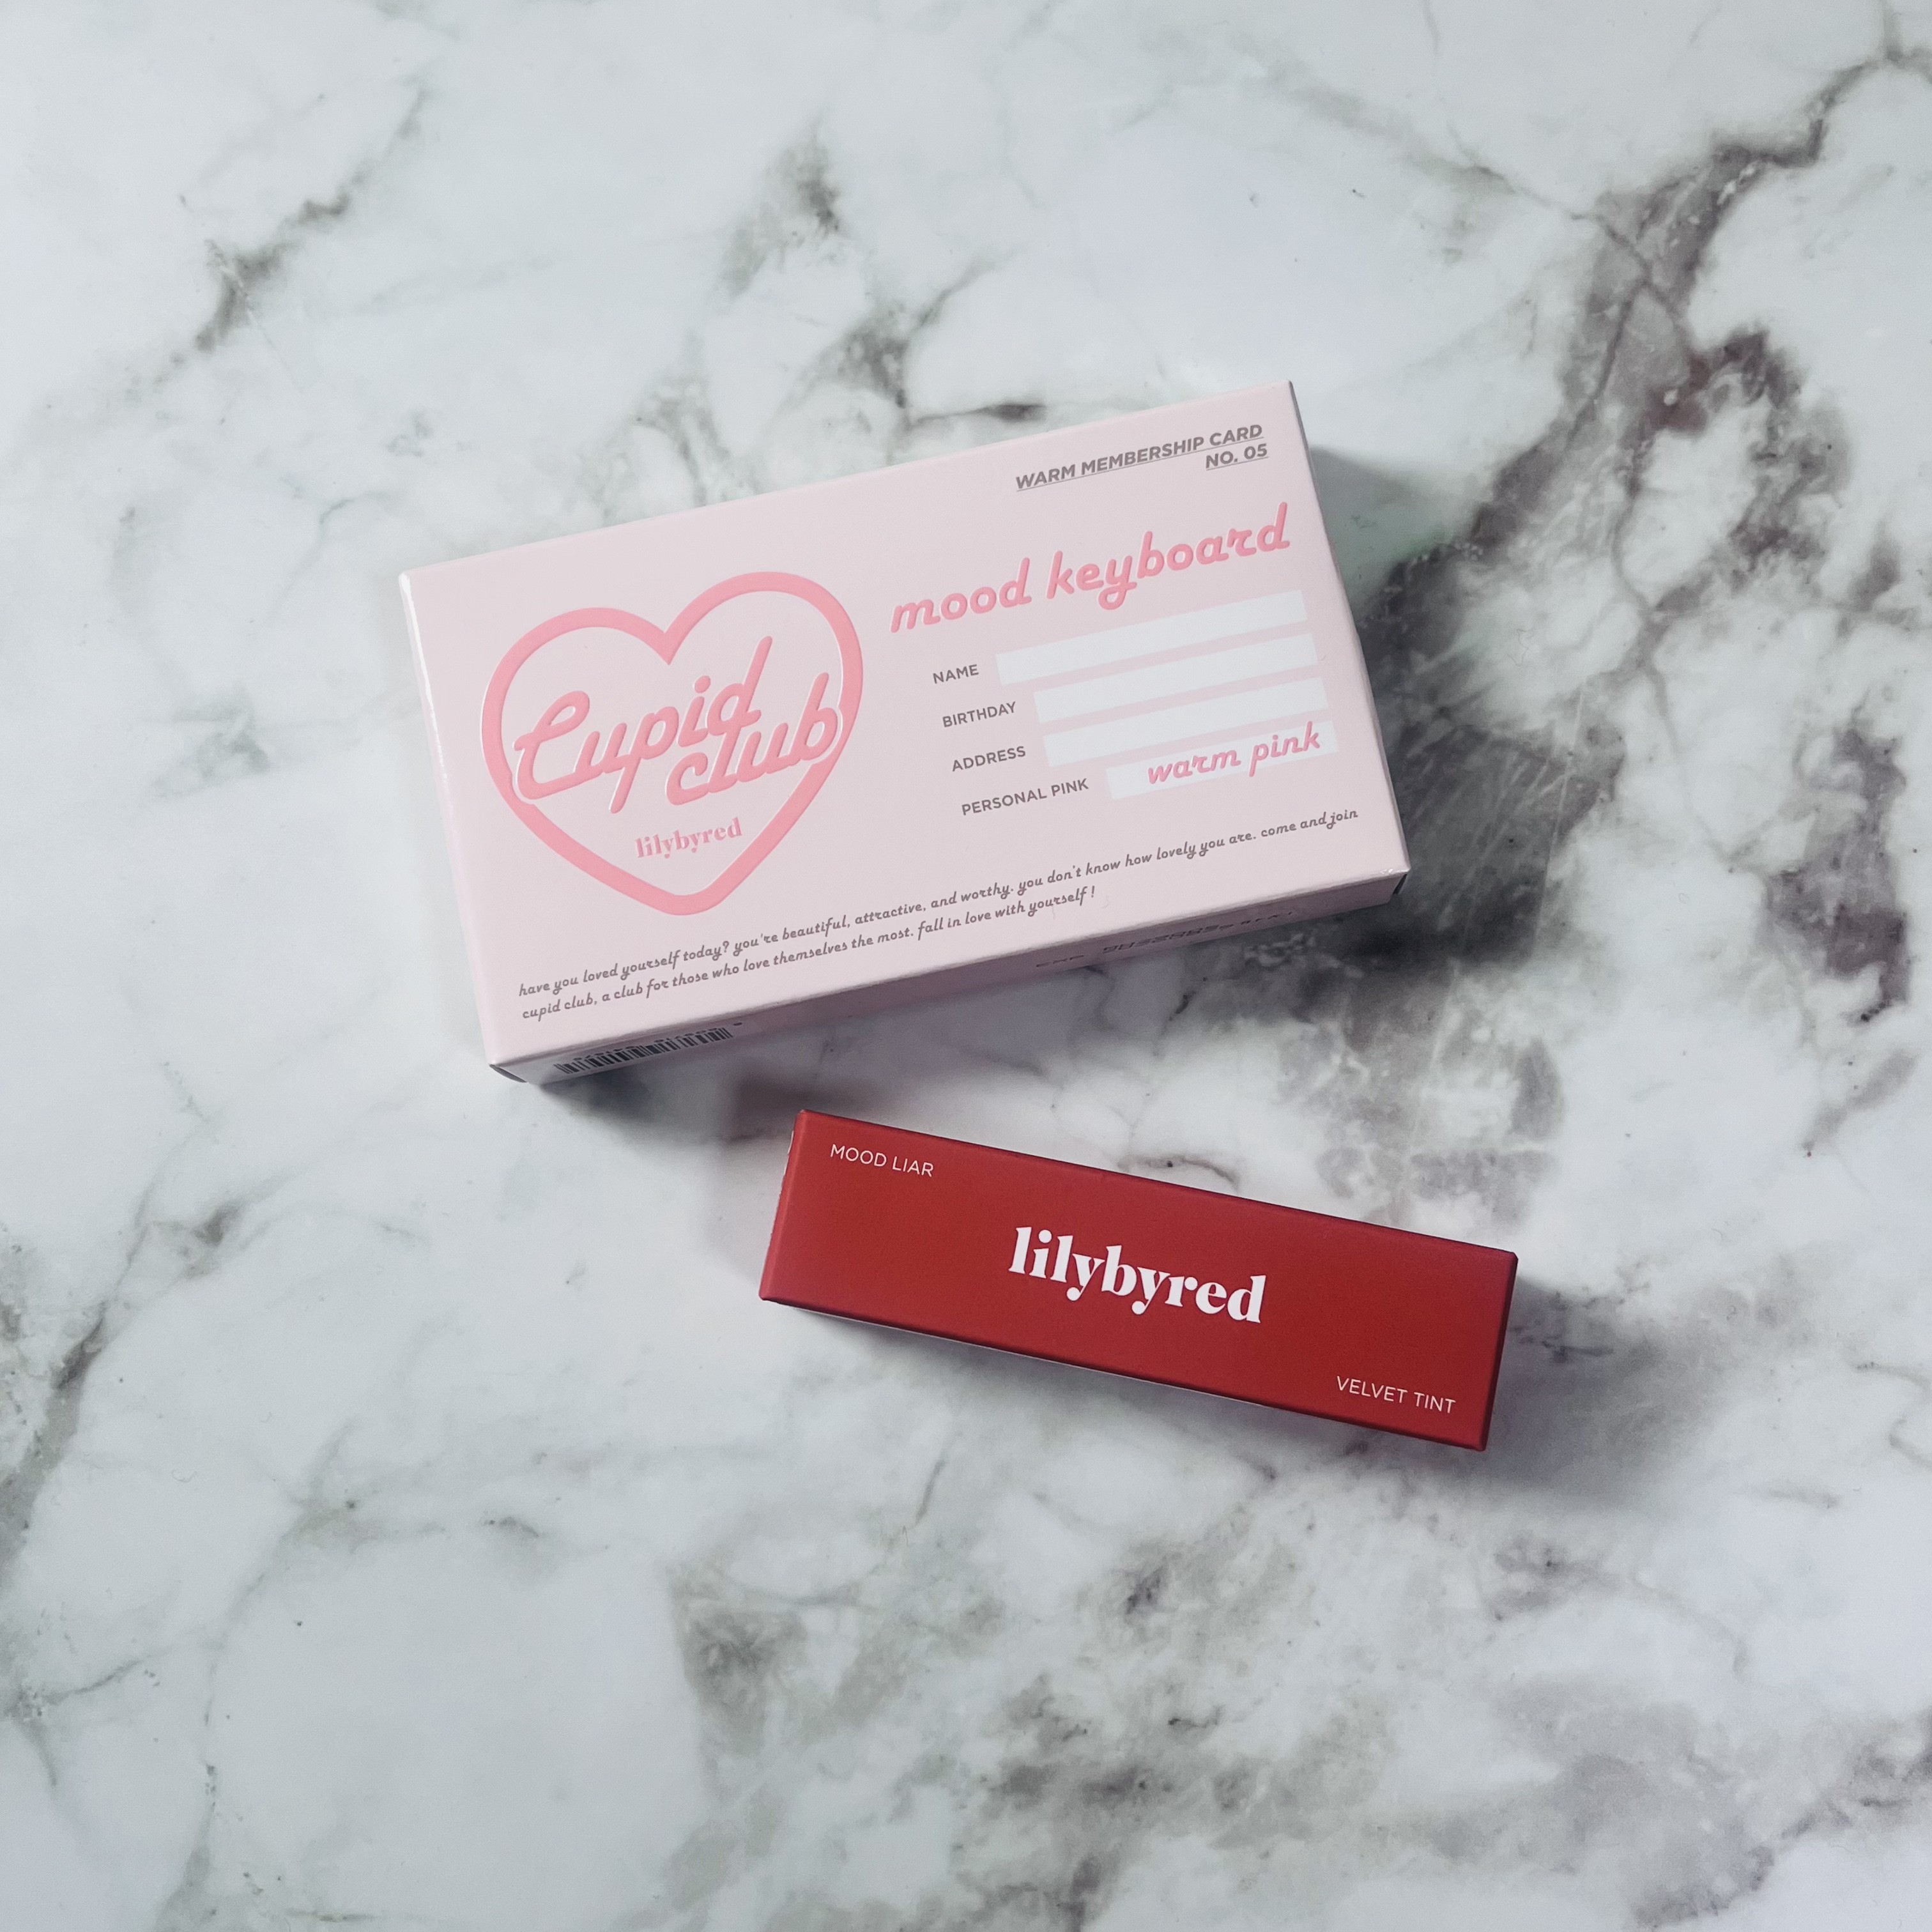 WARM MEMBERSHIP CARD
NO. 05
mood keyboard
Cupid
club
lilybyred
NAME
BIRTHDAY
ADDRESS
PERSONAL PINK warm pink
have you loved yourself today? you're beautiful, attractive, and worthy. you don't know how lovely you are. come and join
cupid club, a club for those who love themselves the most. fall in love with yourself !
MOOD LIAR
lilybyred
VELVET TINT